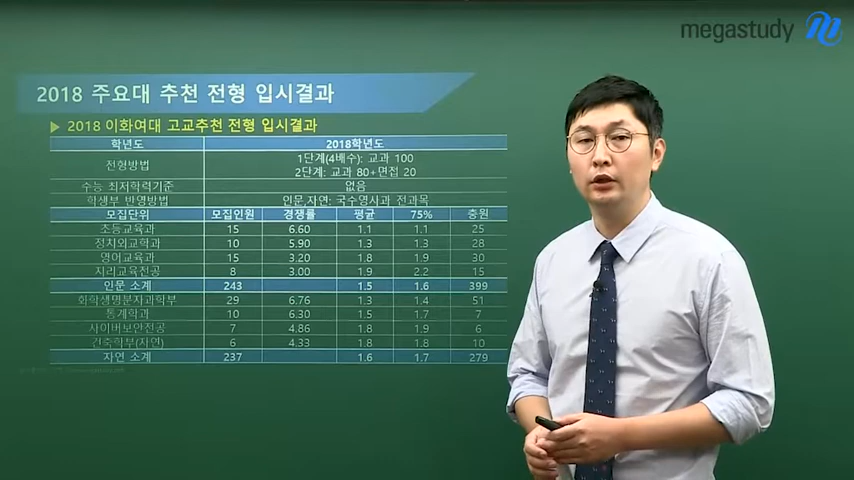 megastudy
2018 주요대 추천 전형 입시결과
2018 이화여대 고교추천 전형 입시결과
학년도 2018학년도
전형방법 1단계(4배수): 교과 100
2단계: 교과 80+면접 20
수능 최저학력기준 없음
학생부 반영방법 인문,자연: 국수영사과 전과목
모집단위 모집인원 경쟁률 평균 75% 충원
초등교육과 15 6.60 1.1 1.1 25
정치외교학과 10 5.90 1.3 1.3 28
영어교육과 15 3.20 1.8 1.9 30
지리교육전공 8 3.00 1.9 2.2 15
인문 소계 243 1.5 1.6 399
화학생명분자과학부 29 6.76 1.3 1.4 51
통계학과 10 6.30 1.5 1.7 7
사이버보안전공 7 4.86 1.8 1.9 6
건축학부(자연) 6 4.33 1.8 1.8 10
자연 소계 237 1.6 1.7 279